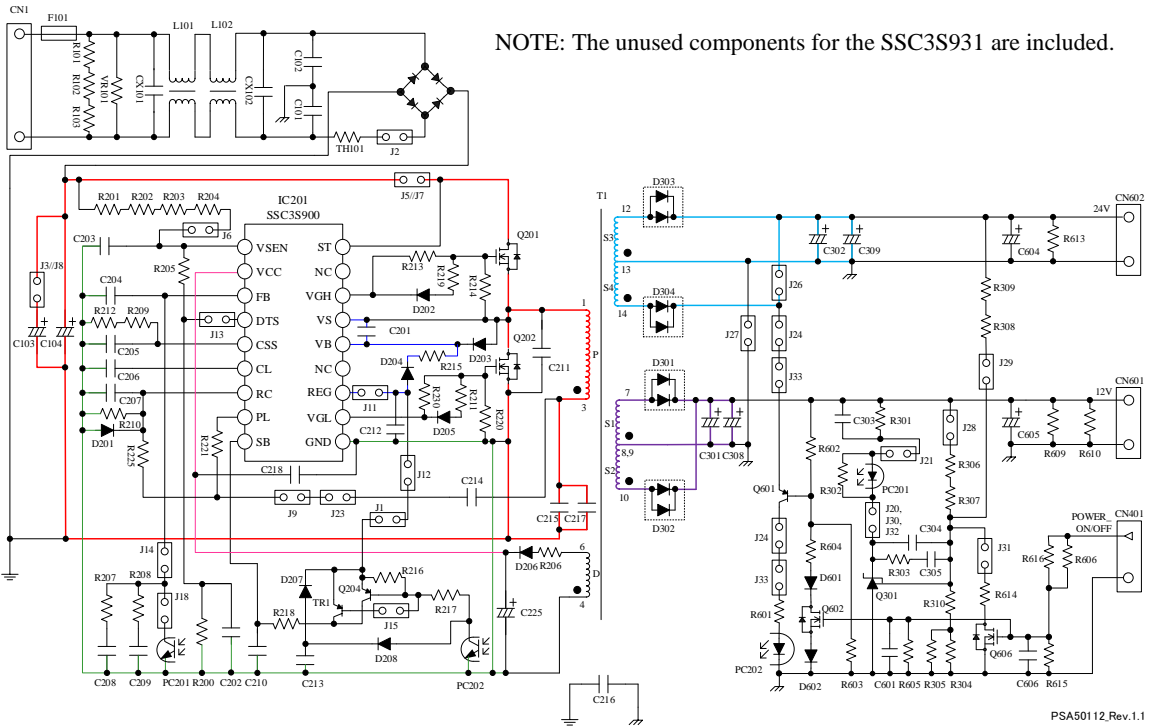 CN1
F101
L101
L102
R101
R102
R103
VR101
CX101
CX102
C102
C101
TH101
J2
NOTE: The unused components for the SSC3S931 are included.
R201
R202
R203
R204
J6
J5//J7
IC201
SSC3S900
C203
VSEN
ST
Q201
R205
VCC
NC
R213
R219
R214
J3//J8
C204
FB
VGH
D202
R212
R209
DTS
VS
J13
C201
Q202
C103
C104
C205
CSS
VB
D204
D203
C211
C206
CL
NC
R215
C207
RC
REG
J11
R230
R211
R220
R210
PL
VGL
D205
D201
R225
R221
SB
GND
C212
C218
J12
C214
J9
J23
J1
C215
C217
T1
1
P
3
6
D
4
12
S3
13
S4
14
7
S1
8,9
S2
10
D303
D304
D301
D302
24V
CN602
C302
C309
C604
R613
J26
J27
J24
J33
R309
R308
J29
12V
CN601
C301
C308
C303
R301
J28
C605
R609
R610
R602
R302
J21
PC201
R306
R307
Q601
J20,
J30,
J32
C304
R303
C305
J31
POWER_
ON/OFF
CN401
R616
R606
J24
J33
R604
D601
Q301
R310
R614
R601
Q602
Q606
PC202
D602
R603
C601
R605
R305
R304
C606
R615
J14
R207
R208
J18
D207
R216
Q204
TR1
J15
R217
R218
D206
R206
C225
D208
C208
C209
PC201
R200
C202
C210
C213
PC202
C216
PSA50112_Rev.1.1